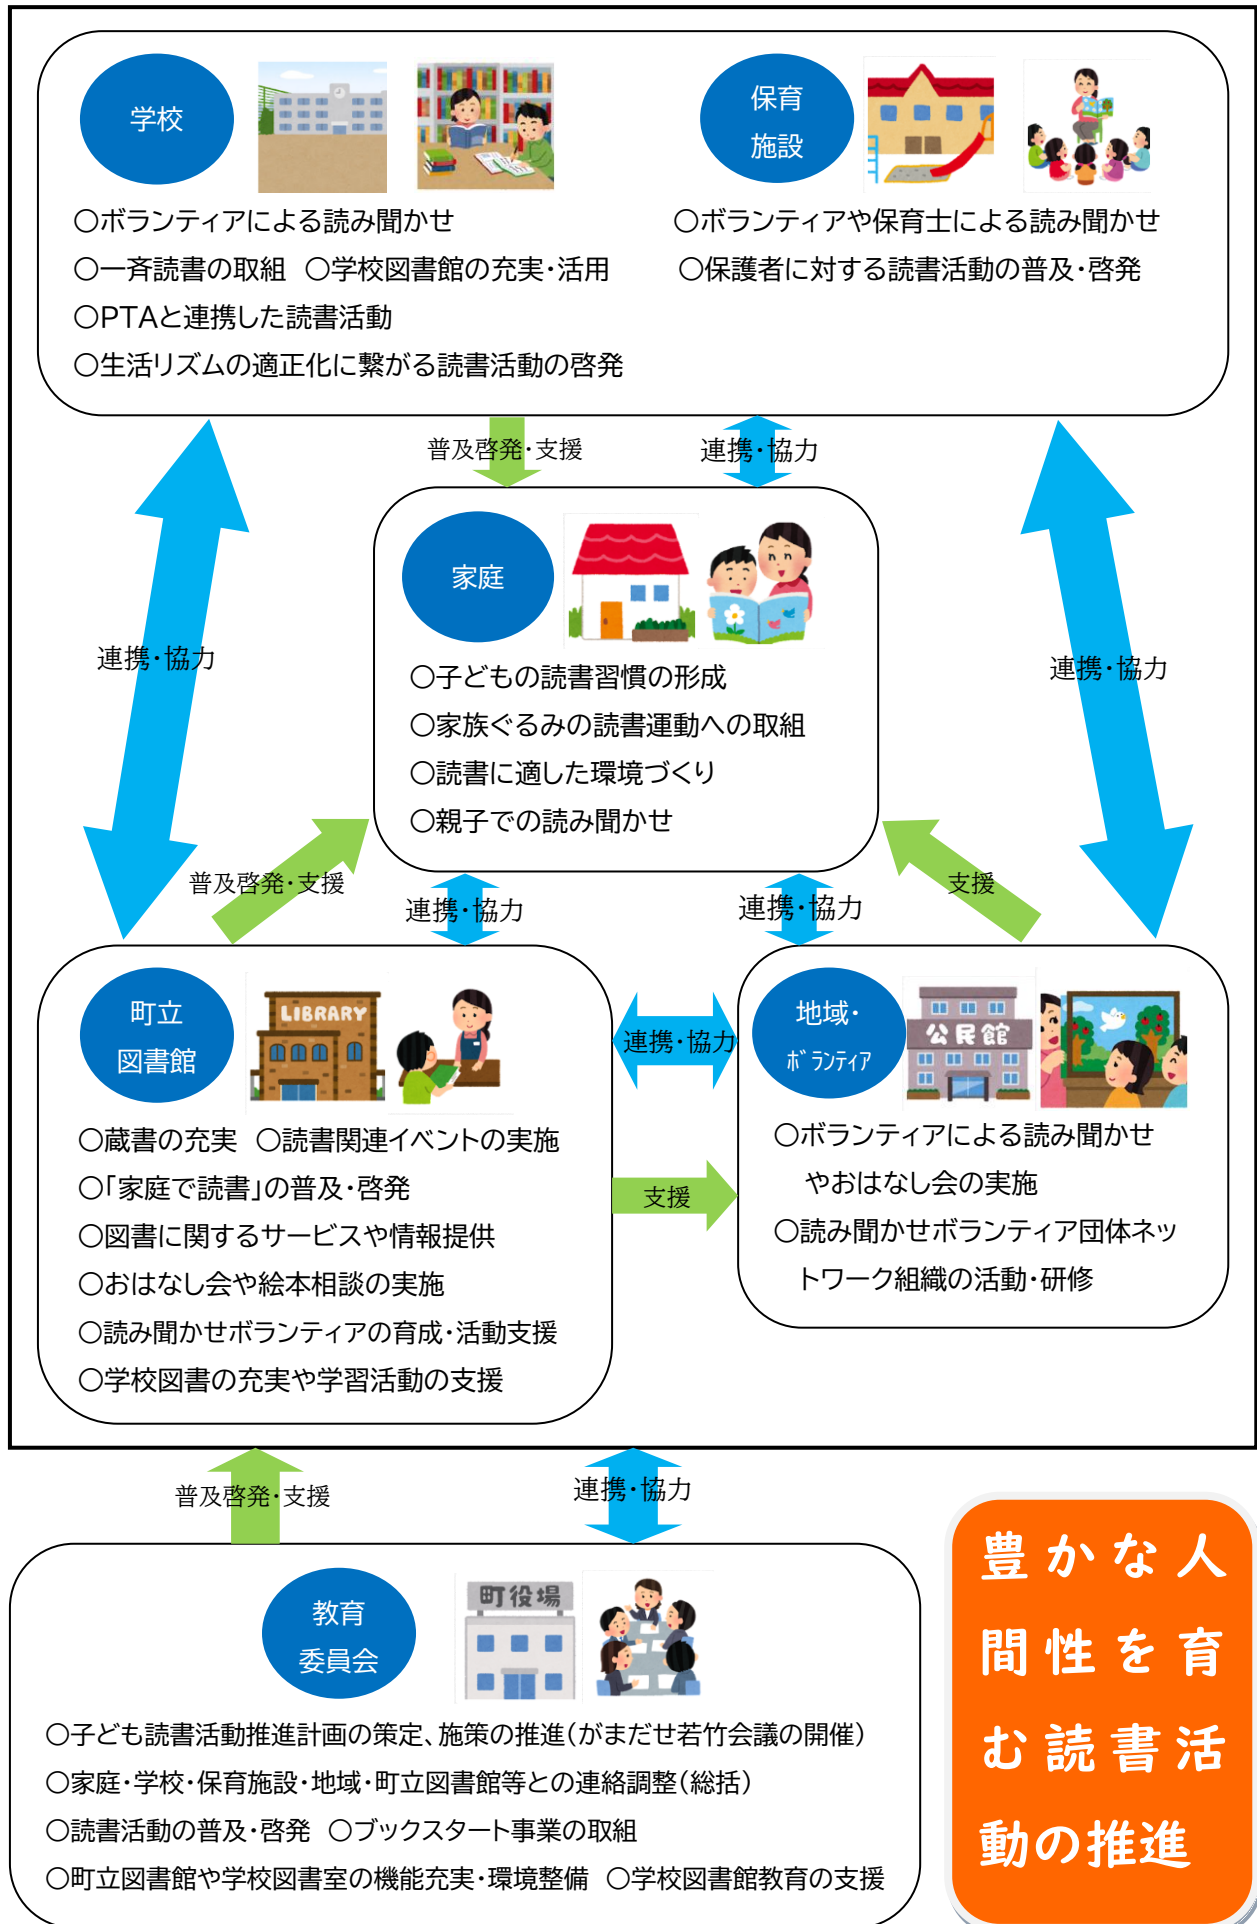 学校
保育
施設
○ボランティアによる読み聞かせ
○一斉読書の取組 ○学校図書館の充実・活用
○PTAと連携した読書活動
○生活リズムの適正化に繋がる読書活動の啓発
○ボランティアや保育士による読み聞かせ
○保護者に対する読書活動の普及・啓発
普及啓発・支援
連携・協力
連携・協力
連携・協力
家庭
○子どもの読書習慣の形成
○家族ぐるみの読書運動への取組
○読書に適した環境づくり
○親子での読み聞かせ
普及啓発・支援
連携・協力
連携・協力
支援
町立
図書館
LIBRARY
○蔵書の充実 ○読書関連イベントの実施
○「家庭で読書」の普及・啓発
○図書に関するサービスや情報提供
○おはなし会や絵本相談の実施
○読み聞かせボランティアの育成・活動支援
○学校図書の充実や学習活動の支援
連携・協力
支援
地域・
ボランティア
公民館
○ボランティアによる読み聞かせ
やおはなし会の実施
○読み聞かせボランティア団体ネッ
トワーク組織の活動・研修
普及啓発・支援
連携・協力
教育
委員会
町役場
○子ども読書活動推進計画の策定、施策の推進(がまだせ若竹会議の開催)
○家庭・学校・保育施設・地域・町立図書館等との連絡調整(総括)
○読書活動の普及・啓発 ○ブックスタート事業の取組
○町立図書館や学校図書室の機能充実・環境整備 ○学校図書館教育の支援
豊かな人
間性を育
む読書活
動の推進